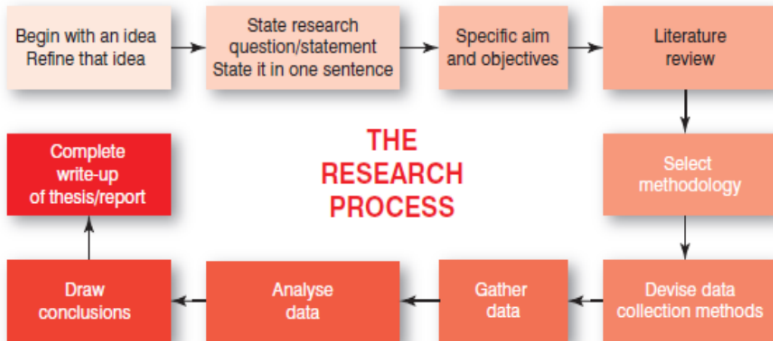 Begin with an idea
Refine that idea
State research
question/statement
State it in one sentence
Specific aim
and objectives
Literature
review
THE
RESEARCH
PROCESS
Select
methodology
Devise data
collection methods
Gather
data
Analyse
data
Draw
conclusions
Complete
write-up
of thesis/report